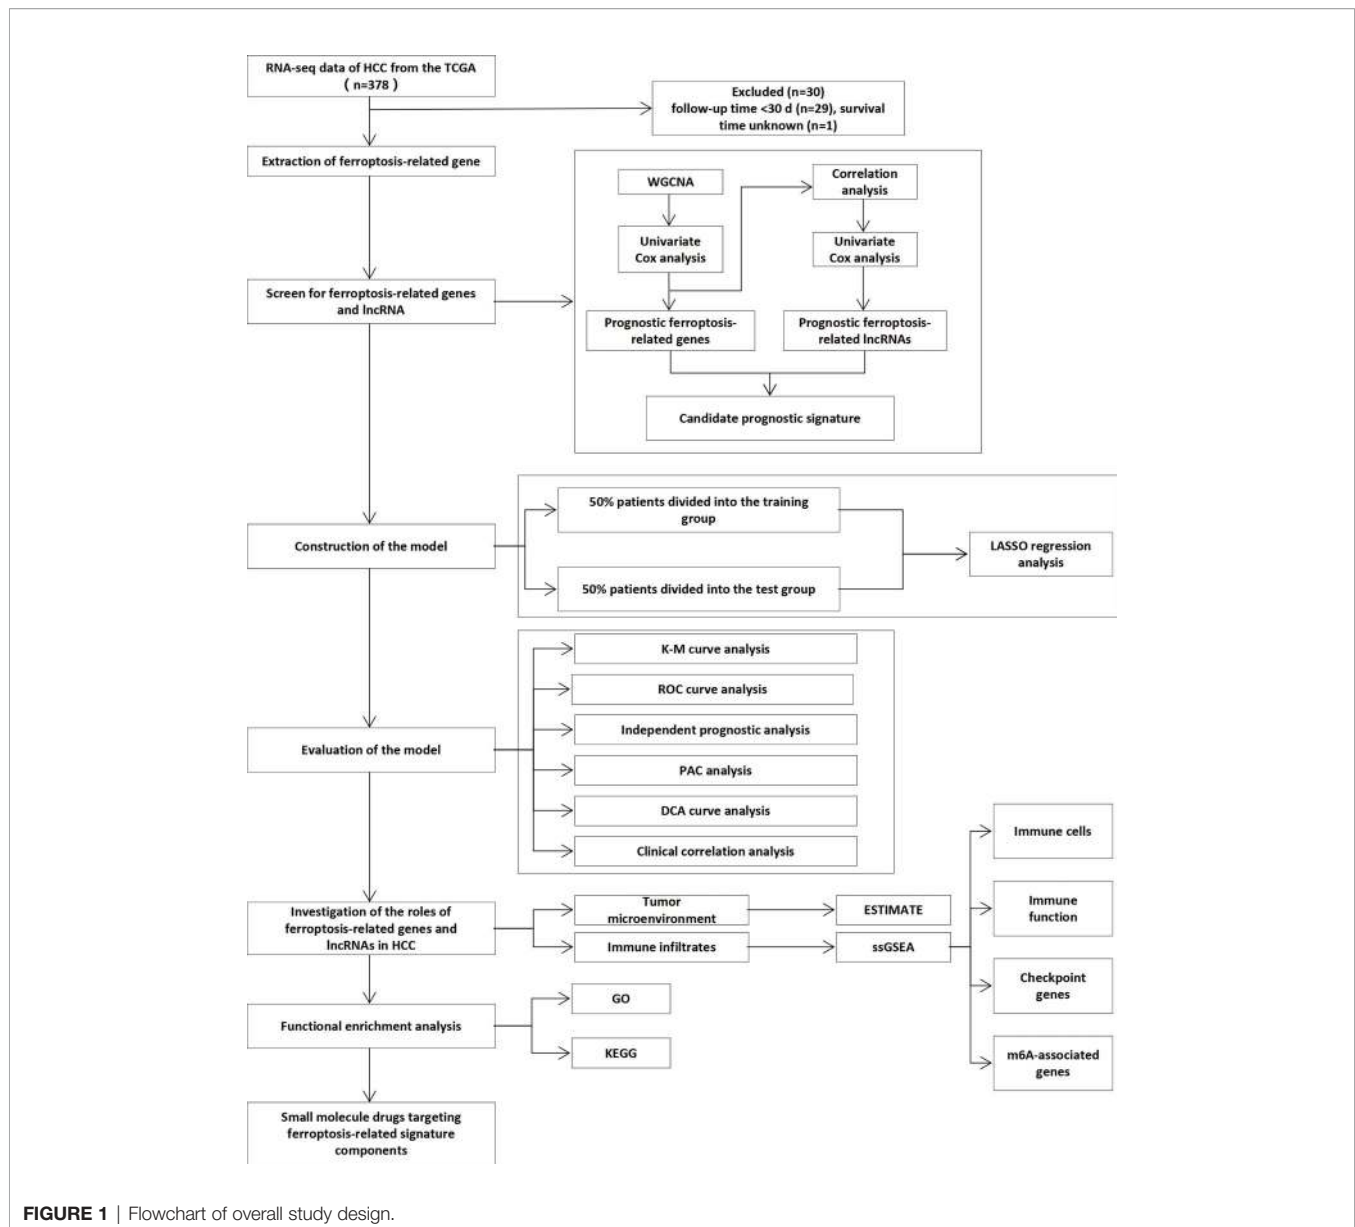 RNA-seq data of HCC from the TCGA
( n=378 )
Excluded (n=30)
follow-up time <30 d (n=29), survival
time unknown (n=1)
Extraction of ferroptosis-related gene
WGCNA
Correlation
analysis
Univariate
Cox analysis
Univariate
Cox analysis
Screen for ferroptosis-related genes
and lncRNA
Prognostic ferroptosis-
related genes
Prognostic ferroptosis-
related lncRNAs
Candidate prognostic signature
50% patients divided into the training
group
Construction of the model
LASSO regression
analysis
50% patients divided into the test group
K-M curve analysis
ROC curve analysis
Independent prognostic analysis
Evaluation of the model
PAC analysis
DCA curve analysis
Clinical correlation analysis
Immune cells
Investigation of the roles of
ferroptosis-related genes and
lncRNAs in HCC
Tumor
microenvironment
ESTIMATE
Immune
function
Immune infiltrates
ssGSEA
Checkpoint
genes
GO
Functional enrichment analysis
KEGG
m6A-associated
genes
Small molecule drugs targeting
ferroptosis-related signature
components
FIGURE 1 | Flowchart of overall study design.